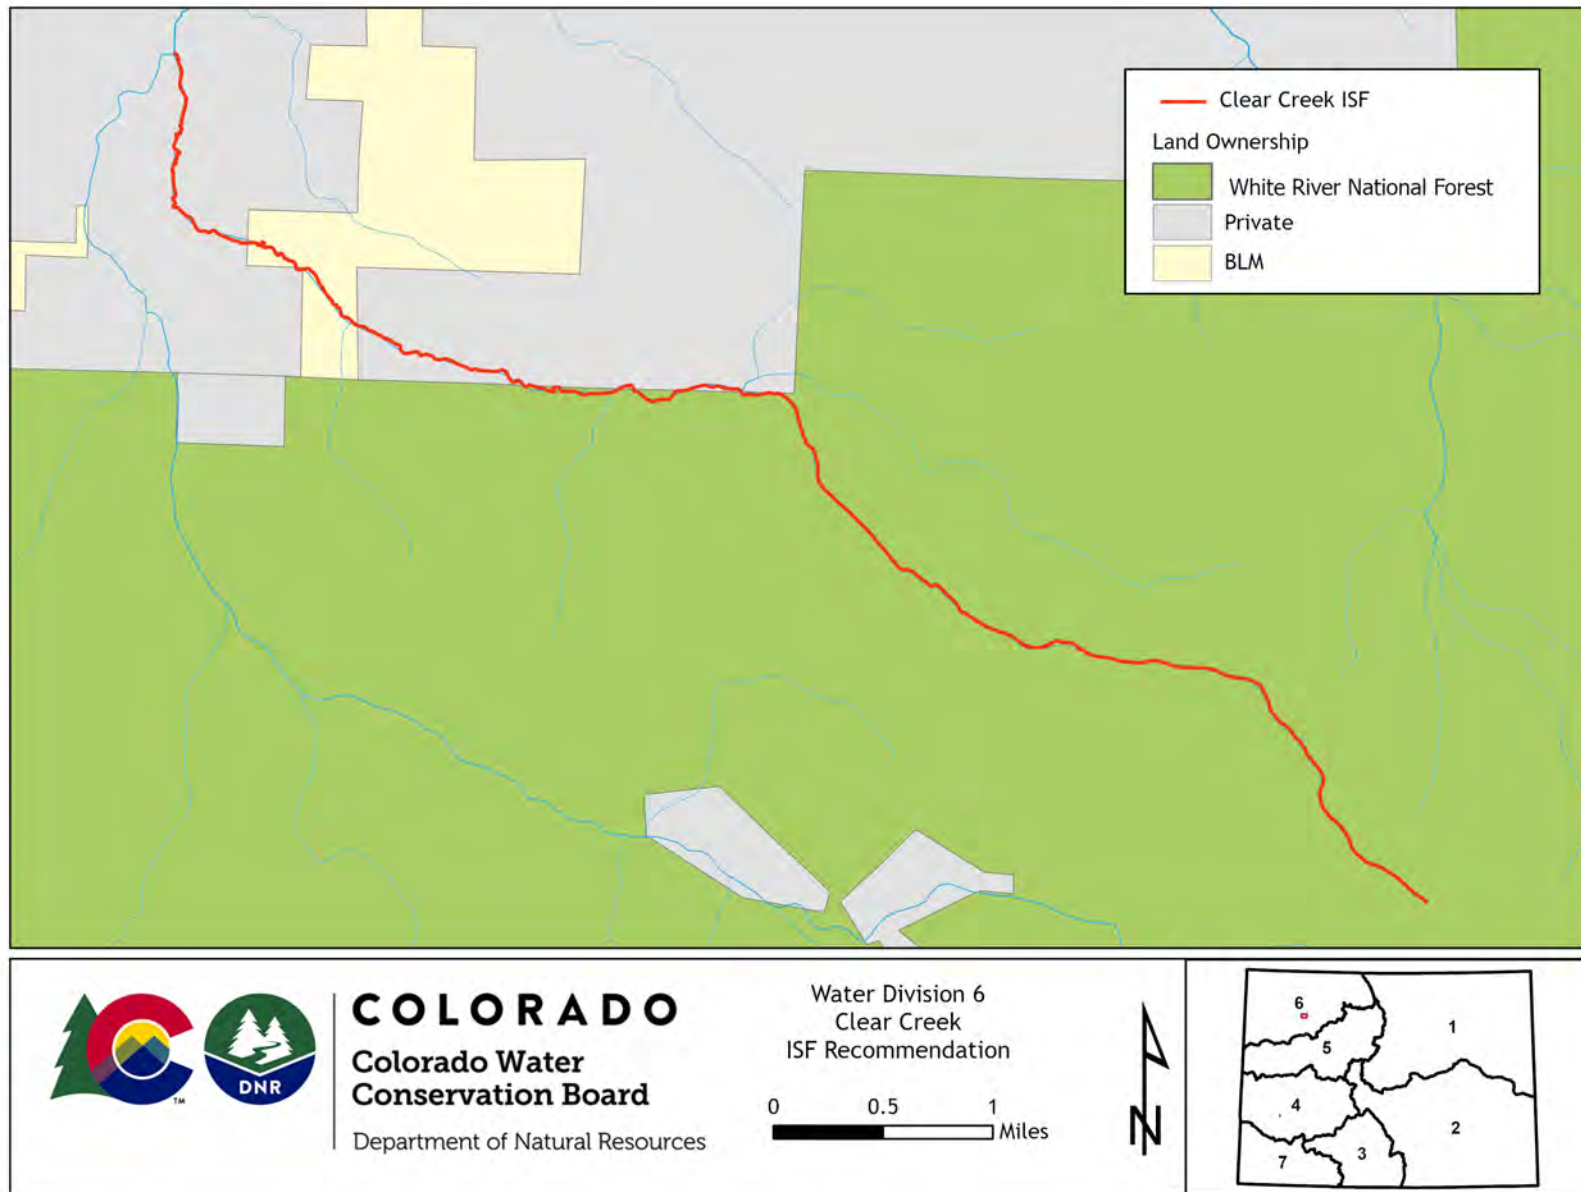 Clear Creek ISF
Land Ownership
White River National Forest
Private
BLM
DNR
TM
COLORADO
Colorado Water
Conservation Board
Department of Natural Resources
Water Division 6
Clear Creek
ISF Recommendation
0 0.5 1
Miles
N
6
1
5
4
2
3
7